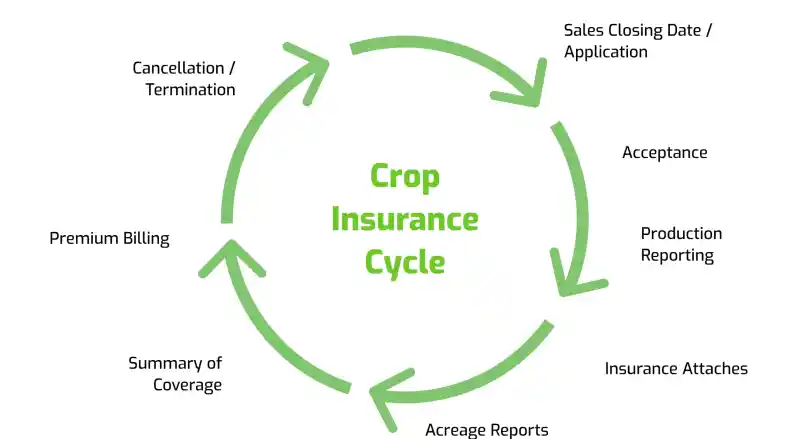 Sales Closing Date /
Application
Cancellation /
Termination
Acceptance
Crop
Insurance
Cycle
Production
Reporting
Premium Billing
Summary of
Coverage
Insurance Attaches
Acreage Reports